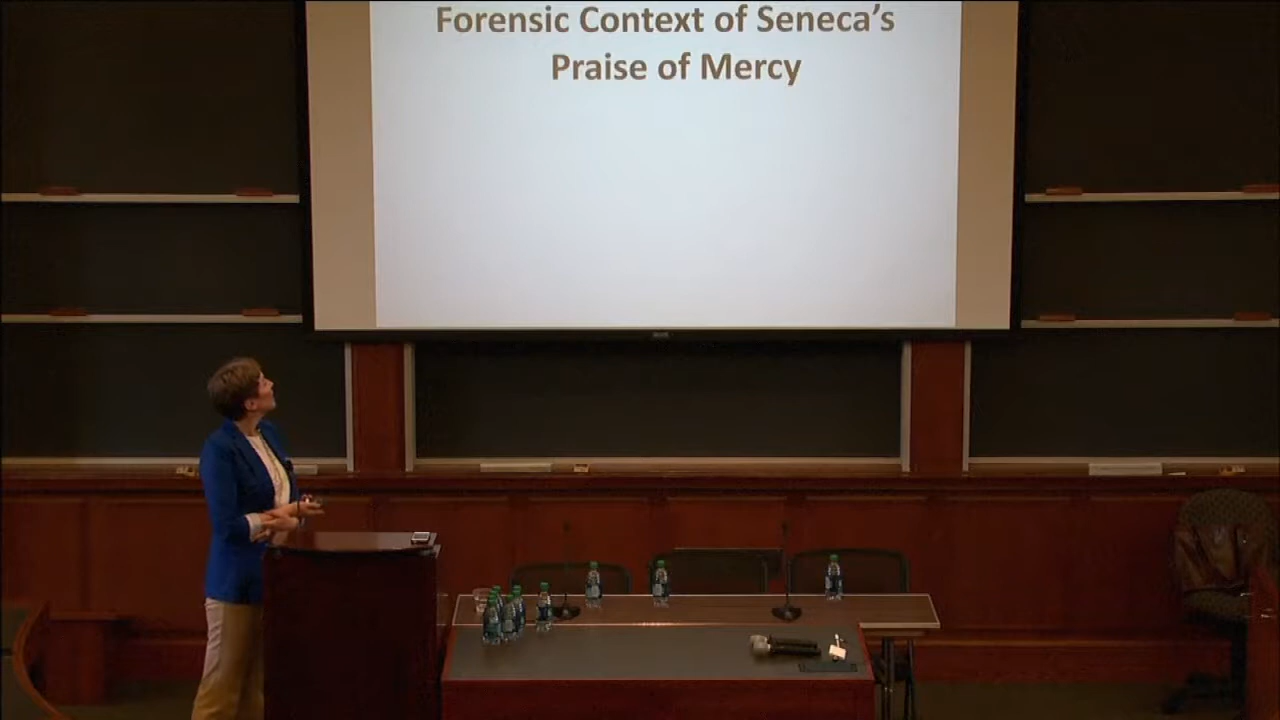 Forensic Context of Seneca’s
Praise of Mercy